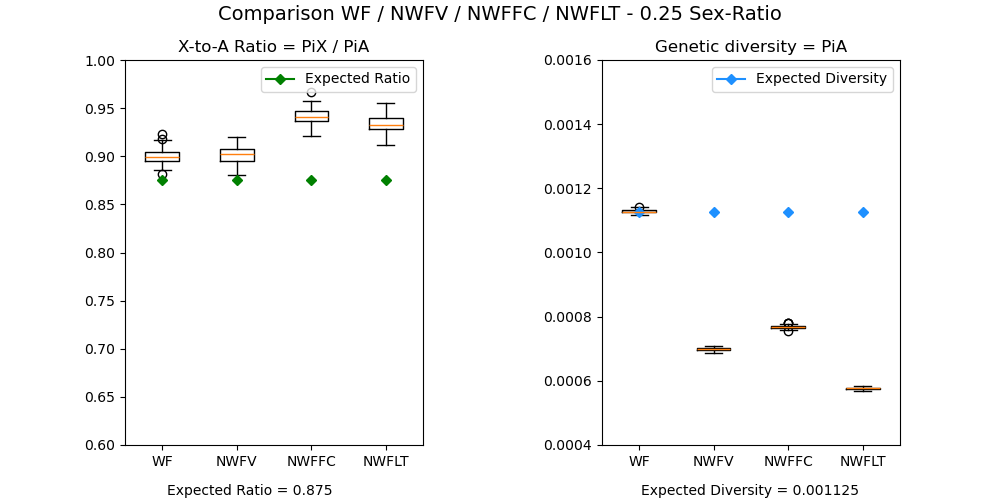 Comparison WF / NWFV / NWFFC / NWFLT - 0.25 Sex-Ratio
X-to-A Ratio = PiX / PiA
1.00
0.95
0.90
0.85
0.80
0.75
0.70
0.65
0.60
Expected Ratio
WF NWFV NWFFC NWFLT
Expected Ratio = 0.875
Genetic diversity = PiA
0.0016
0.0014
0.0012
0.0010
0.0008
0.0006
0.0004
Expected Diversity
WF NWFV NWFFC NWFLT
Expected Diversity = 0.001125